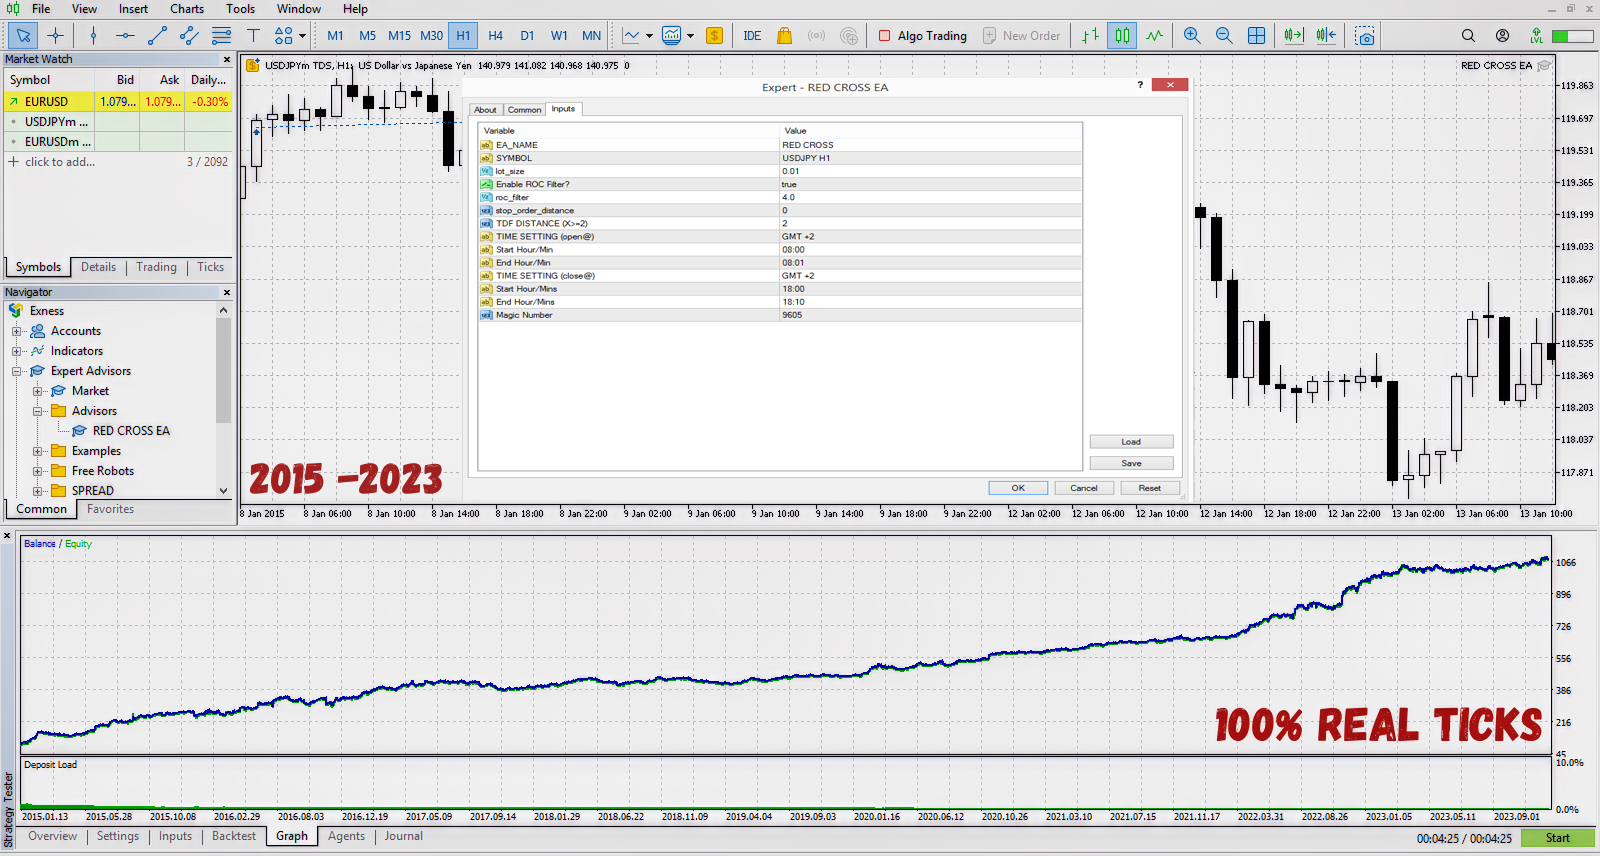 File View Insert Charts Tools Window Help
M1 M5 M15 M30 H1 H4 D1 W1 MN IDE Algo Trading New Order LVL
Market Watch
Symbol Bid Ask Daily...
EURUSD 1.079... 1.079... -0.30%
USDJPYm ...
EURUSDm ...
click to add... 3 / 2092
Symbols Details Trading Ticks
Navigator
Exness
Accounts
Indicators
Expert Advisors
Market
Advisors
RED CROSS EA
Examples
Free Robots
SPREAD
Common Favorites
USDJPYm TDS, H1: US Dollar vs Japanese Yen 140.979 141.082 140.968 140.975 0
RED CROSS EA
Expert - RED CROSS EA
?
About Common Inputs
Variable Value
EA_NAME RED CROSS
SYMBOL USDJPY H1
lot_size 0.01
Enable ROC Filter? true
roc_filter 4.0
stop_order_distance 0
TDF DISTANCE (X>=2) 2
TIME SETTING (open@) GMT +2
Start Hour/Min 08:00
End Hour/Min 08:01
TIME SETTING (close@) GMT +2
Start Hour/Mins 18:00
End Hour/Mins 18:10
Magic Number 9605
Load
Save
OK Cancel Reset
119.863
119.697
119.531
119.365
119.199
119.033
118.867
118.701
118.535
118.369
118.203
118.037
117.871
2015 -2023
8 Jan 2015 8 Jan 06:00 8 Jan 10:00 8 Jan 14:00 8 Jan 18:00 8 Jan 22:00 9 Jan 02:00 9 Jan 06:00 9 Jan 10:00 9 Jan 14:00 9 Jan 18:00 9 Jan 22:00 12 Jan 02:00 12 Jan 06:00 12 Jan 10:00 12 Jan 14:00 12 Jan 18:00 12 Jan 22:00 13 Jan 02:00 13 Jan 06:00 13 Jan 10:00
Balance / Equity
1066
896
726
556
386
216
45
100% REAL TICKS
Deposit Load
10.0%
0.0%
2015.01.13 2015.05.28 2015.10.08 2016.02.29 2016.08.03 2016.12.19 2017.05.09 2017.09.14 2018.01.29 2018.06.22 2018.11.09 2019.04.04 2019.09.03 2020.01.16 2020.06.12 2020.10.26 2021.03.10 2021.07.15 2021.11.17 2022.03.31 2022.08.26 2023.01.05 2023.05.11 2023.09.01
Strategy Tester
Overview Settings Inputs Backtest Graph Agents Journal
00:04:25 / 00:04:25 Start